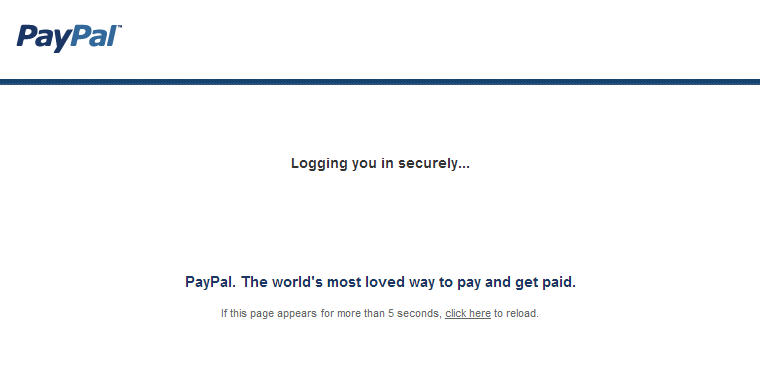 PayPal™
Logging you in securely...
PayPal. The world's most loved way to pay and get paid.
If this page appears for more than 5 seconds, click here to reload.